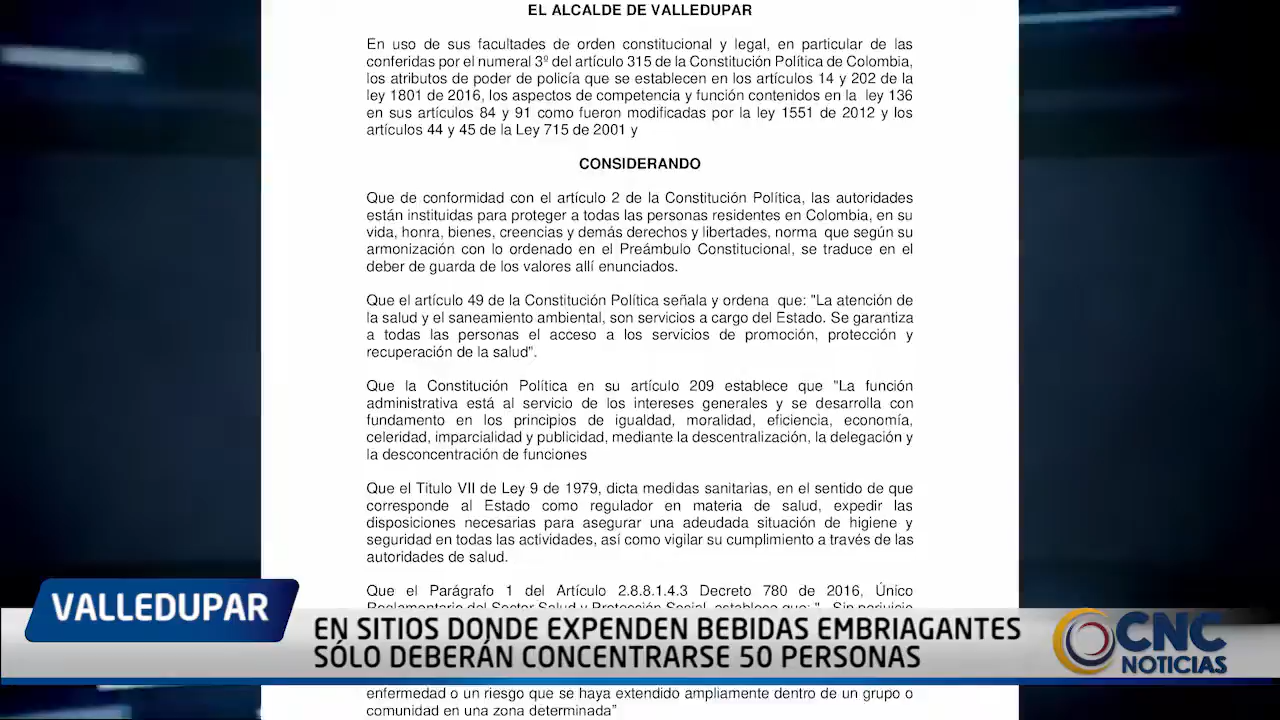 EL ALCALDE DE VALLEDUPAR
En uso de sus facultades de orden constitucional y legal, en particular de las
conferidas por el numeral 3º del artículo 315 de la Constitución Política de Colombia,
los atributos de poder de policía que se establecen en los artículos 14 y 202 de la
ley 1801 de 2016, los aspectos de competencia y función contenidos en la ley 136
en sus artículos 84 y 91 como fueron modificadas por la ley 1551 de 2012 y los
artículos 44 y 45 de la Ley 715 de 2001 y
CONSIDERANDO
Que de conformidad con el artículo 2 de la Constitución Política, las autoridades
están instituidas para proteger a todas las personas residentes en Colombia, en su
vida, honra, bienes, creencias y demás derechos y libertades, norma que según su
armonización con lo ordenado en el Preámbulo Constitucional, se traduce en el
deber de guarda de los valores allí enunciados.
Que el artículo 49 de la Constitución Política señala y ordena que: "La atención de
la salud y el saneamiento ambiental, son servicios a cargo del Estado. Se garantiza
a todas las personas el acceso a los servicios de promoción, protección y
recuperación de la salud".
Que la Constitución Política en su artículo 209 establece que "La función
administrativa está al servicio de los intereses generales y se desarrolla con
fundamento en los principios de igualdad, moralidad, eficiencia, economía,
celeridad, imparcialidad y publicidad, mediante la descentralización, la delegación y
la desconcentración de funciones
Que el Titulo VII de Ley 9 de 1979, dicta medidas sanitarias, en el sentido de que
corresponde al Estado como regulador en materia de salud, expedir las
disposiciones necesarias para asegurar una adeudada situación de higiene y
seguridad en todas las actividades, así como vigilar su cumplimiento a través de las
autoridades de salud.
Que el Parágrafo 1 del Artículo 2.8.8.1.4.3 Decreto 780 de 2016, Único
Reglamentario del Sector Salud y Protección Social, establece que: " Sin perjuicio
VALLEDUPAR
EN SITIOS DONDE EXPENDEN BEBIDAS EMBRIAGANTES
SÓLO DEBERÁN CONCENTRARSE 50 PERSONAS
CNC
NOTICIAS
enfermedad o un riesgo que se haya extendido ampliamente dentro de un grupo o
comunidad en una zona determinada”